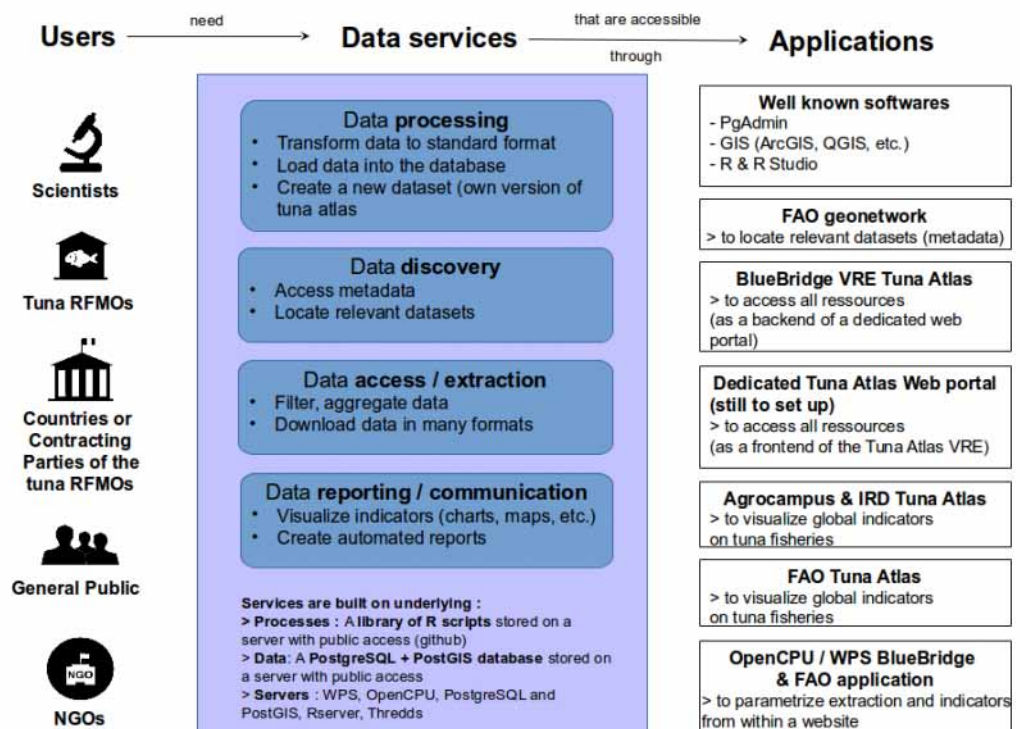 Users
need
Data services
that are accessible
through
Applications
Scientists
Tuna RFMOs
Countries or
Contracting
Parties of the
tuna RFMOs
General Public
NGO
NGOs
Data processing
• Transform data to standard format
• Load data into the database
• Create a new dataset (own version of
tuna atlas
Data discovery
• Access metadata
• Locate relevant datasets
Data access / extraction
• Filter, aggregate data
• Download data in many formats
Data reporting / communication
• Visualize indicators (charts, maps, etc.)
• Create automated reports
Services are built on underlying :
> Processes : A library of R scripts stored on a
server with public access (github)
> Data: A PostgreSQL + PostGIS database stored on
a server with public access
> Servers : WPS, OpenCPU, PostgreSQL and
PostGIS, Rserver, Thredds
Well known softwares
- PgAdmin
- GIS (ArcGIS, QGIS, etc.)
- R & R Studio
FAO geonetwork
> to locate relevant datasets (metadata)
BlueBridge VRE Tuna Atlas
> to access all ressources
(as a backend of a dedicated web
portal)
Dedicated Tuna Atlas Web portal
(still to set up)
> to access all ressources
(as a frontend of the Tuna Atlas VRE)
Agrocampus & IRD Tuna Atlas
> to visualize global indicators
on tuna fisheries
FAO Tuna Atlas
> to visualize global indicators
on tuna fisheries
OpenCPU / WPS BlueBridge
& FAO application
> to parametrize extraction and indicators
from within a website